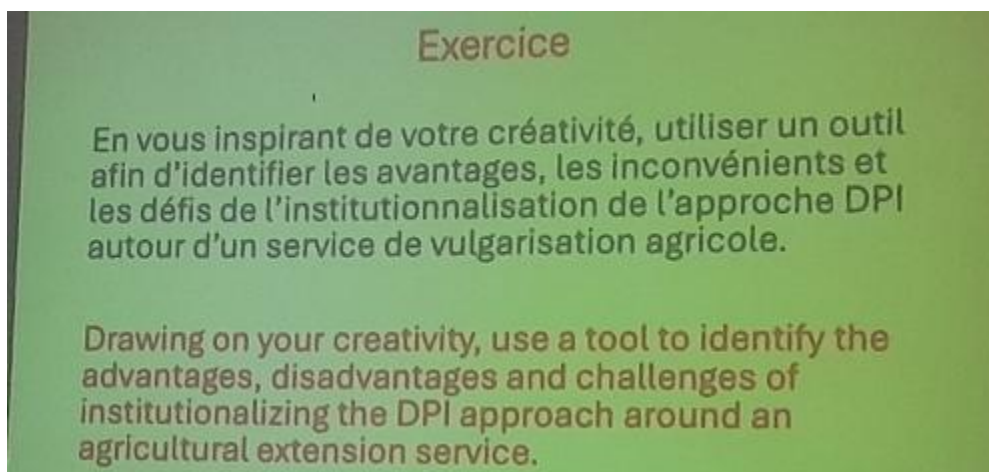 Exercice
En vous inspirant de votre créativité, utiliser un outil
afin d'identifier les avantages, les inconvénients et
les défis de l'institutionnalisation de l'approche DPI
autour d'un service de vulgarisation agricole.
Drawing on your creativity, use a tool to identify the
advantages, disadvantages and challenges of
institutionalizing the DPI approach around an
agricultural extension service.